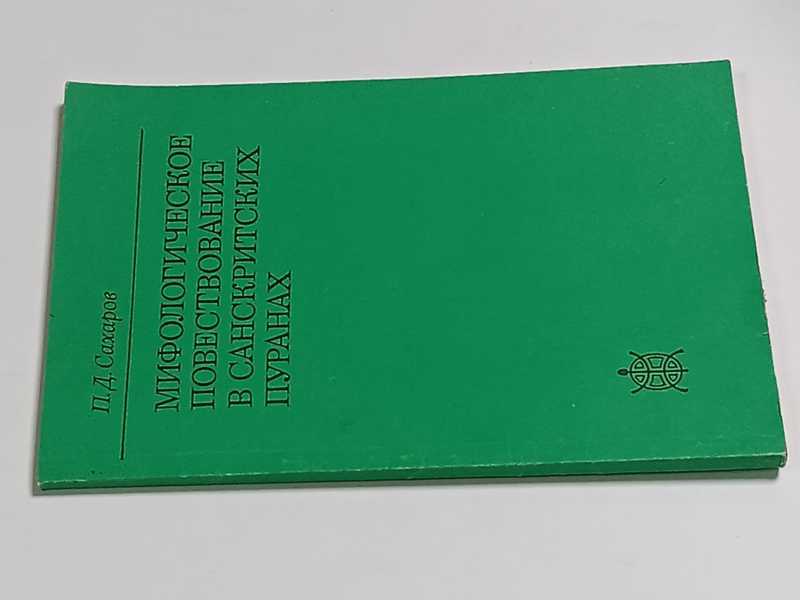 П.Д. Сахаров
МИФОЛОГИЧЕСКОЕ
ПОВЕСТВОВАНИЕ
В САНСКРИТСКИХ
ПУРАНАХ